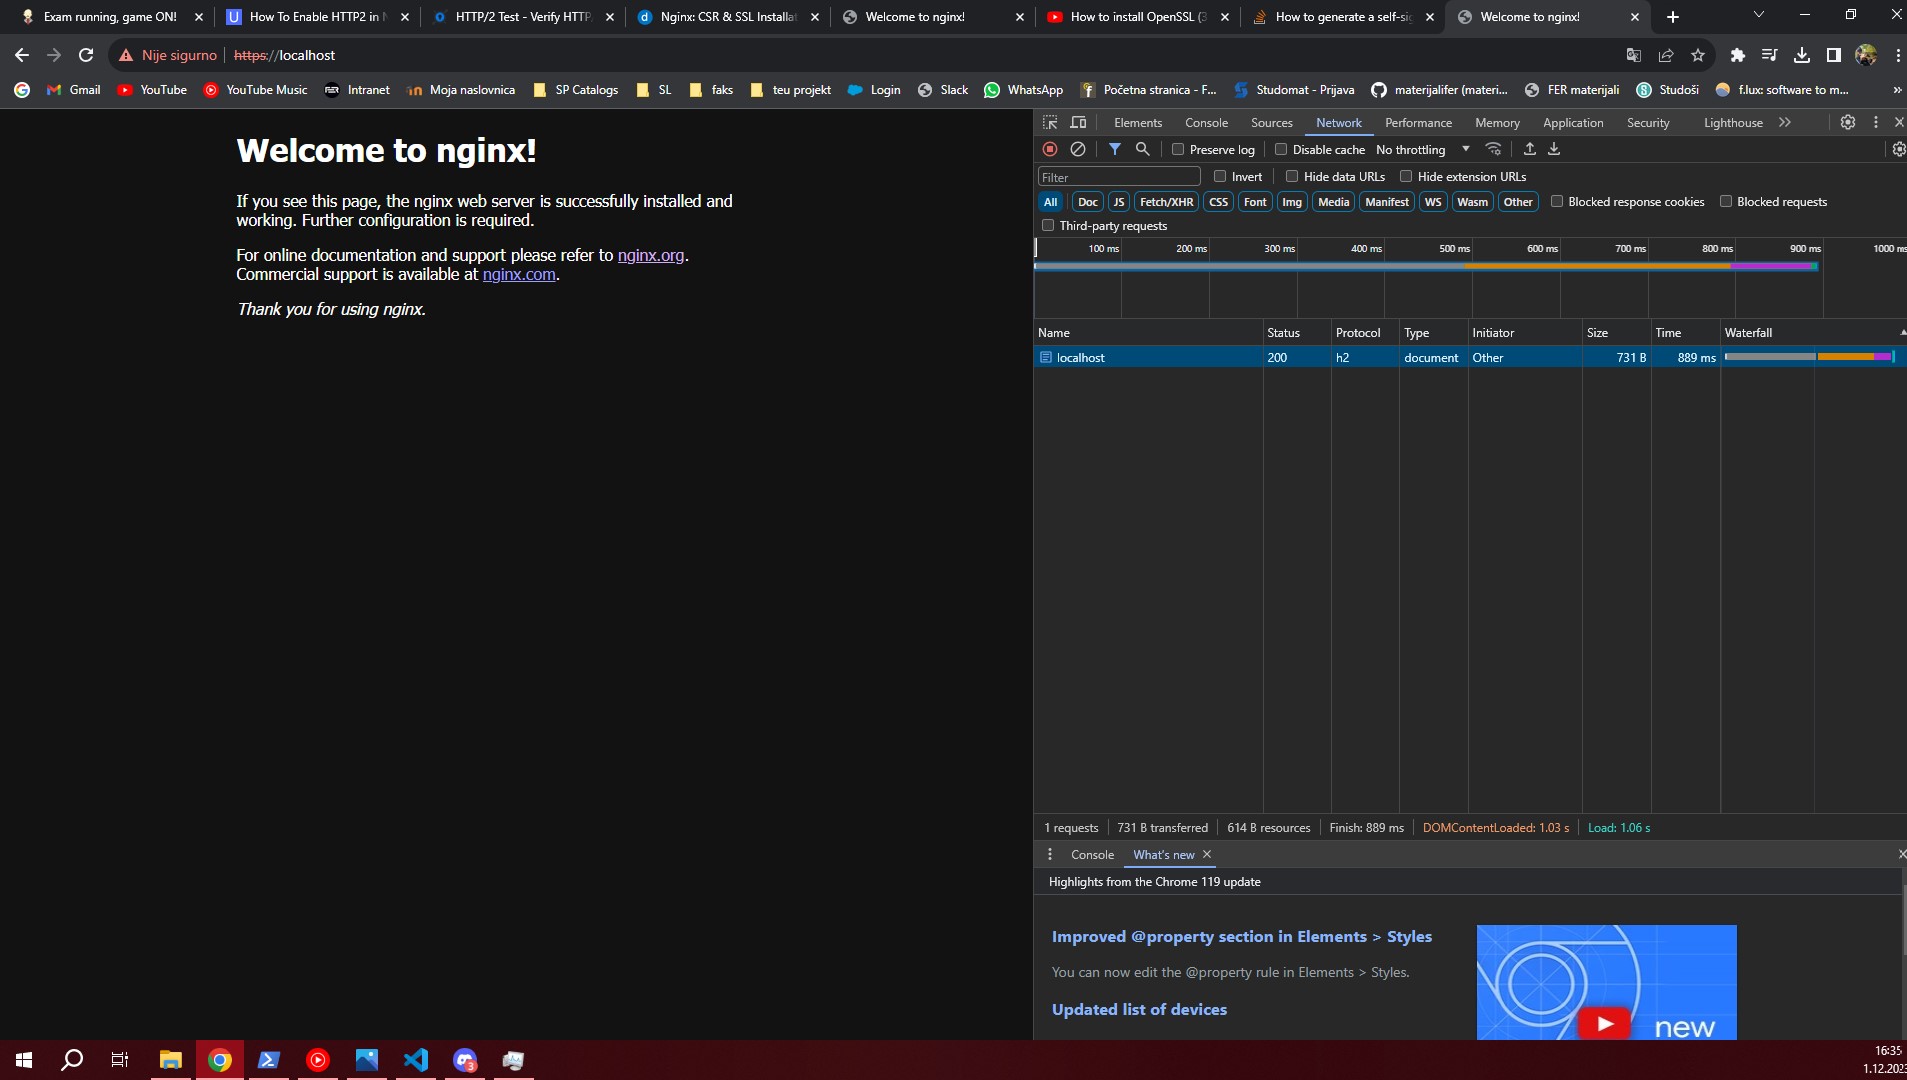 Exam running, game ON!
How To Enable HTTP2 in N
HTTP/2 Test - Verify HTTP/
Nginx: CSR & SSL Installat
Welcome to nginx!
How to install OpenSSL (3
How to generate a self-sig
Welcome to nginx!
Nije sigurno
https://localhost
Gmail
YouTube
YouTube Music
Intranet
Moja naslovnica
SP Catalogs
SL
faks
teu projekt
Login
Slack
WhatsApp
Početna stranica - F...
Studomat - Prijava
materijalifer (materi...
FER materijali
Studoši
f.lux: software to m...
»
Welcome to nginx!
If you see this page, the nginx web server is successfully installed and
working. Further configuration is required.
For online documentation and support please refer to nginx.org.
Commercial support is available at nginx.com.
Thank you for using nginx.
Elements Console Sources Network Performance Memory Application Security Lighthouse
Preserve log Disable cache No throttling
Filter Invert Hide data URLs Hide extension URLs
All Doc JS Fetch/XHR CSS Font Img Media Manifest WS Wasm Other Blocked response cookies Blocked requests
Third-party requests
100 ms 200 ms 300 ms 400 ms 500 ms 600 ms 700 ms 800 ms 900 ms 1000 ms
Name Status Protocol Type Initiator Size Time Waterfall
localhost 200 h2 document Other 731 B 889 ms
1 requests 731 B transferred 614 B resources Finish: 889 ms DOMContentLoaded: 1.03 s Load: 1.06 s
Console What's new
Highlights from the Chrome 119 update
Improved @property section in Elements > Styles
You can now edit the @property rule in Elements > Styles.
Updated list of devices
new
3
16:35
1.12.2023